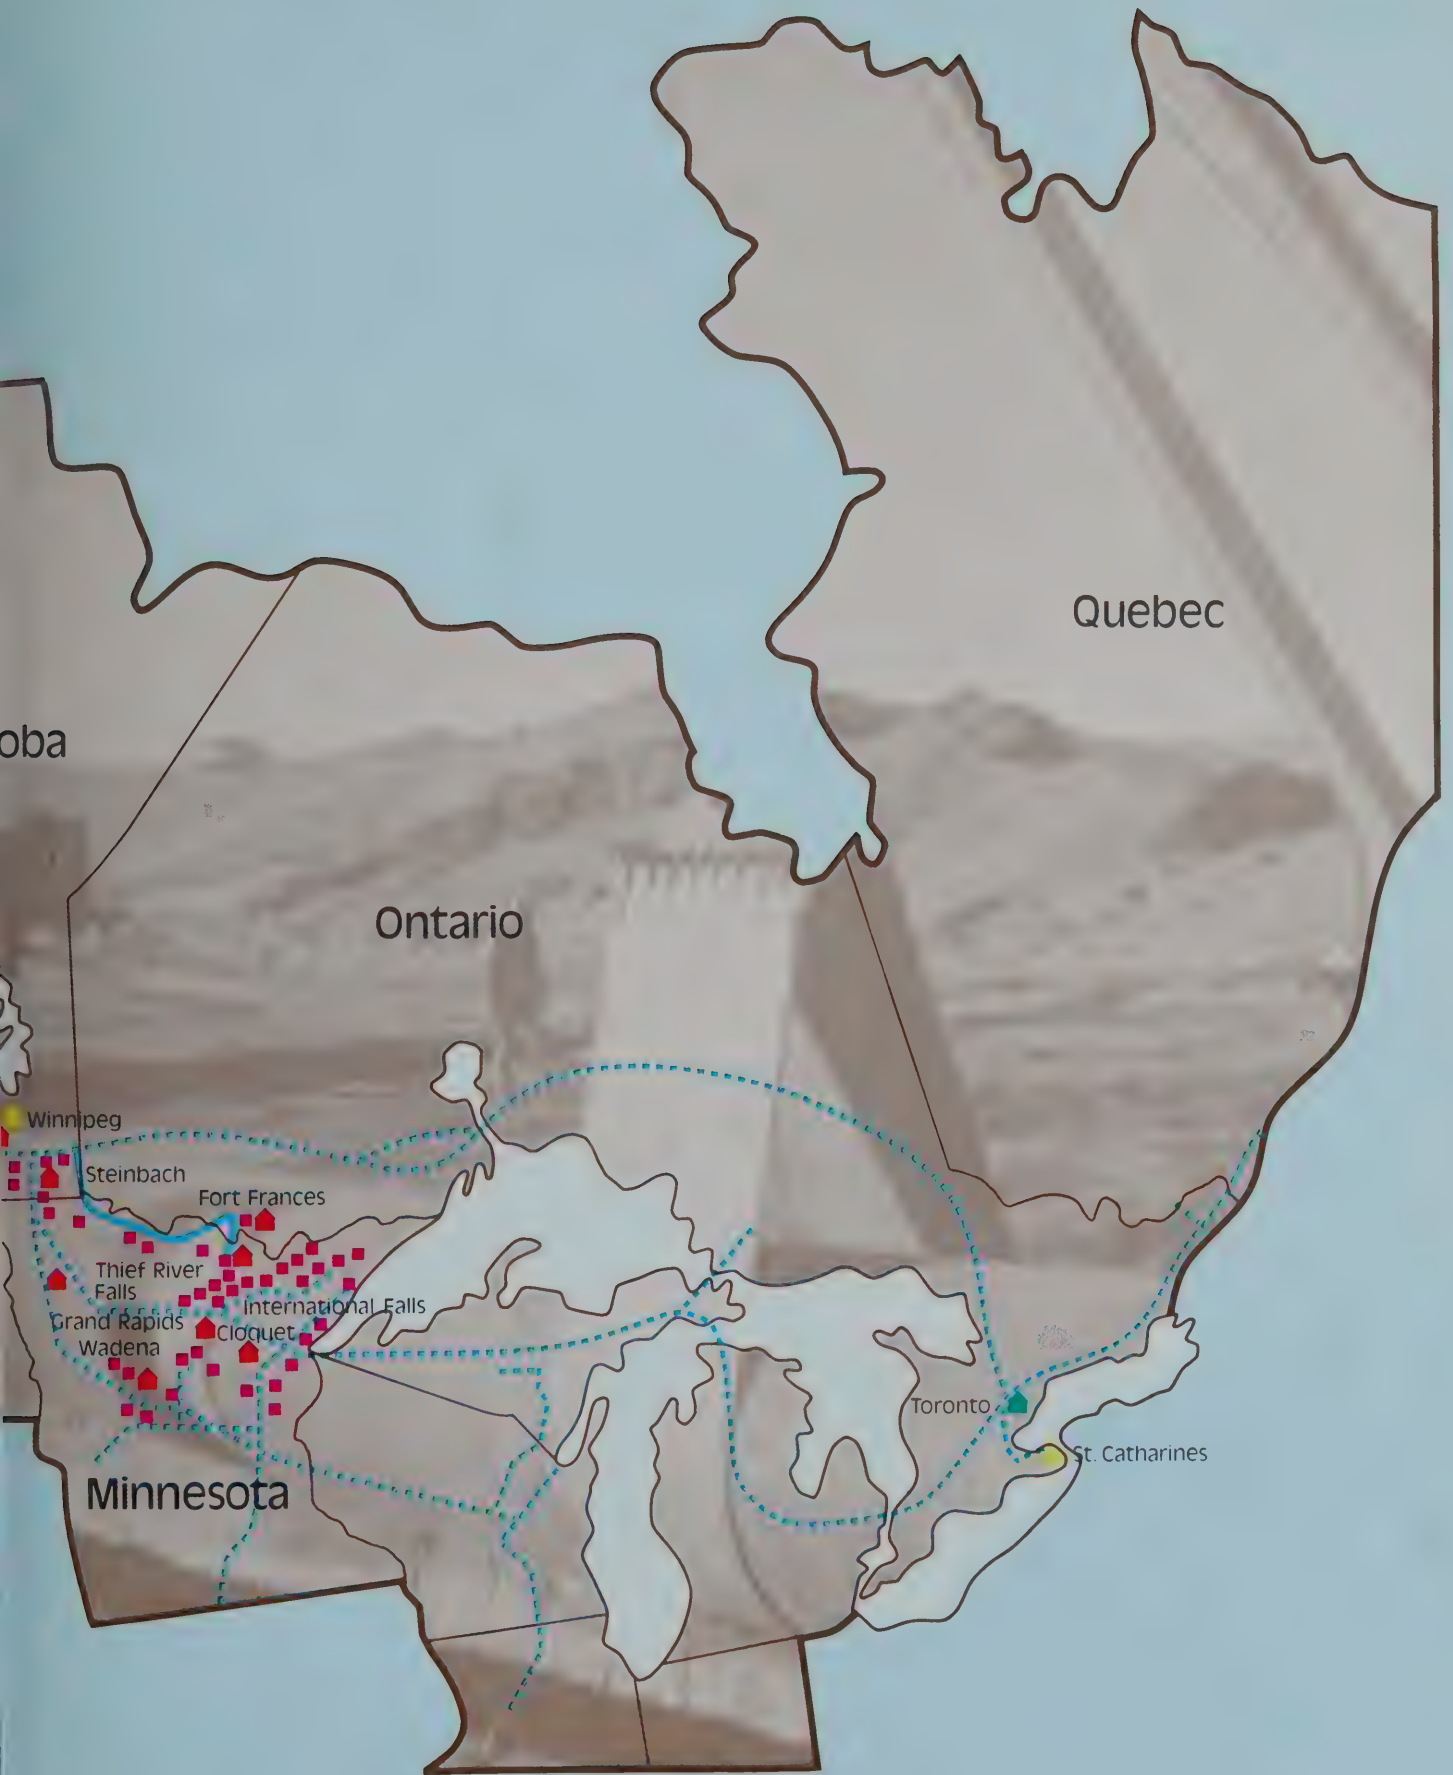 Quebec
oba
Ontario
Winnipeg
Steinbach
Fort Frances
Thief River
Falls
International Falls
Grand Rapids
Cloquet
Wadena
Toronto
St. Catharines
Minnesota